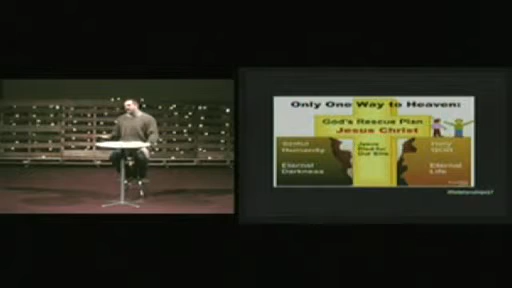 Only One Way to Heaven:
God's Rescue Plan
Jesus Christ
Sinful
Humanity
Jesus
Died for
Our Sins
Holy
GOD
Eternal
Darkness
Eternal
Life